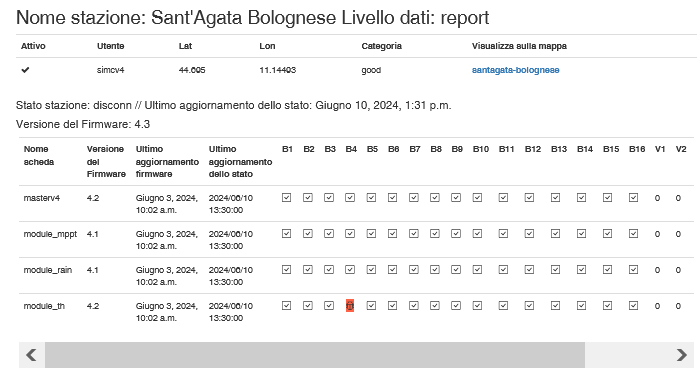 Nome stazione: Sant'Agata Bolognese Livello dati: report
Attivo Utente Lat Lon Categoria Visualizza sulla mappa
simcv4 44.695 11.14493 good santagata-bolognese
Stato stazione: disconn // Ultimo aggiornamento dello stato: Giugno 10, 2024, 1:31 p.m.
Versione del Firmware: 4.3
Nome scheda Versione del Firmware Ultimo aggiornamento firmware Ultimo aggiornamento dello stato B1 B2 B3 B4 B5 B6 B7 B8 B9 B10 B11 B12 B13 B14 B15 B16 V1 V2
masterv4 4.2 Giugno 3, 2024, 10:02 a.m. 2024/06/10 13:30:00 0 0
module_mppt 4.1 Giugno 3, 2024, 10:02 a.m. 2024/06/10 13:30:00 0 0
module_rain 4.1 Giugno 3, 2024, 10:02 a.m. 2024/06/10 13:30:00 0 0
module_th 4.2 Giugno 3, 2024, 10:02 a.m. 2024/06/10 13:30:00 0 0